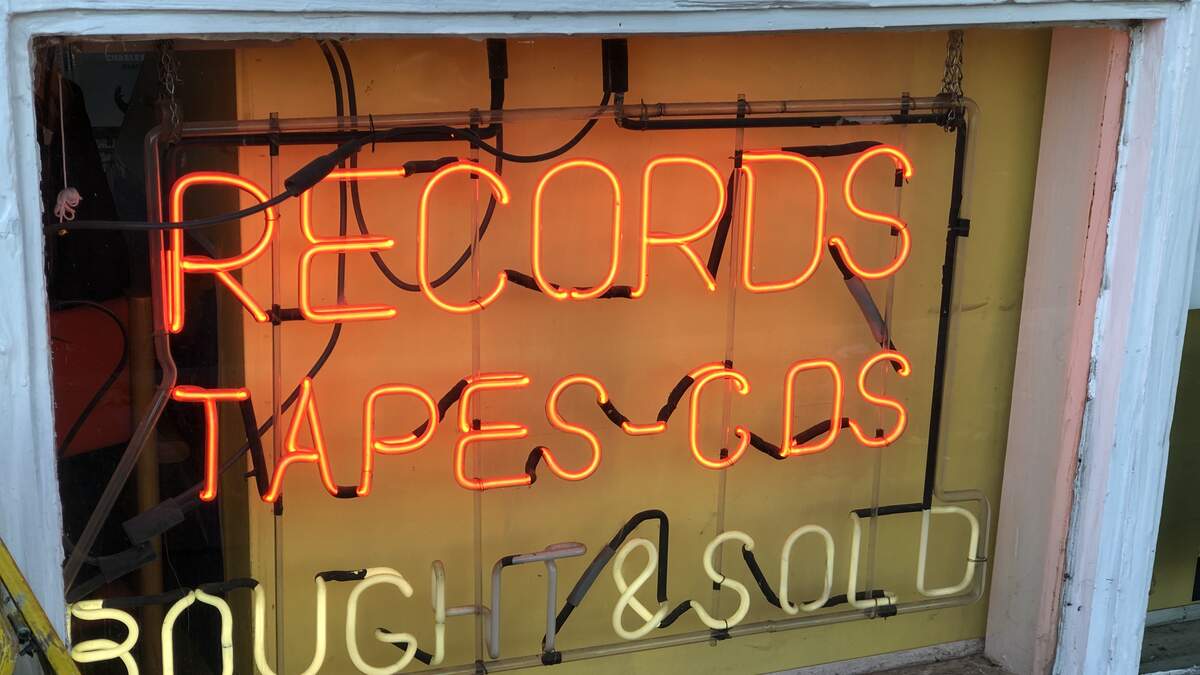 RECORDS
TAPES-CDS
BOUGHT & SOLD